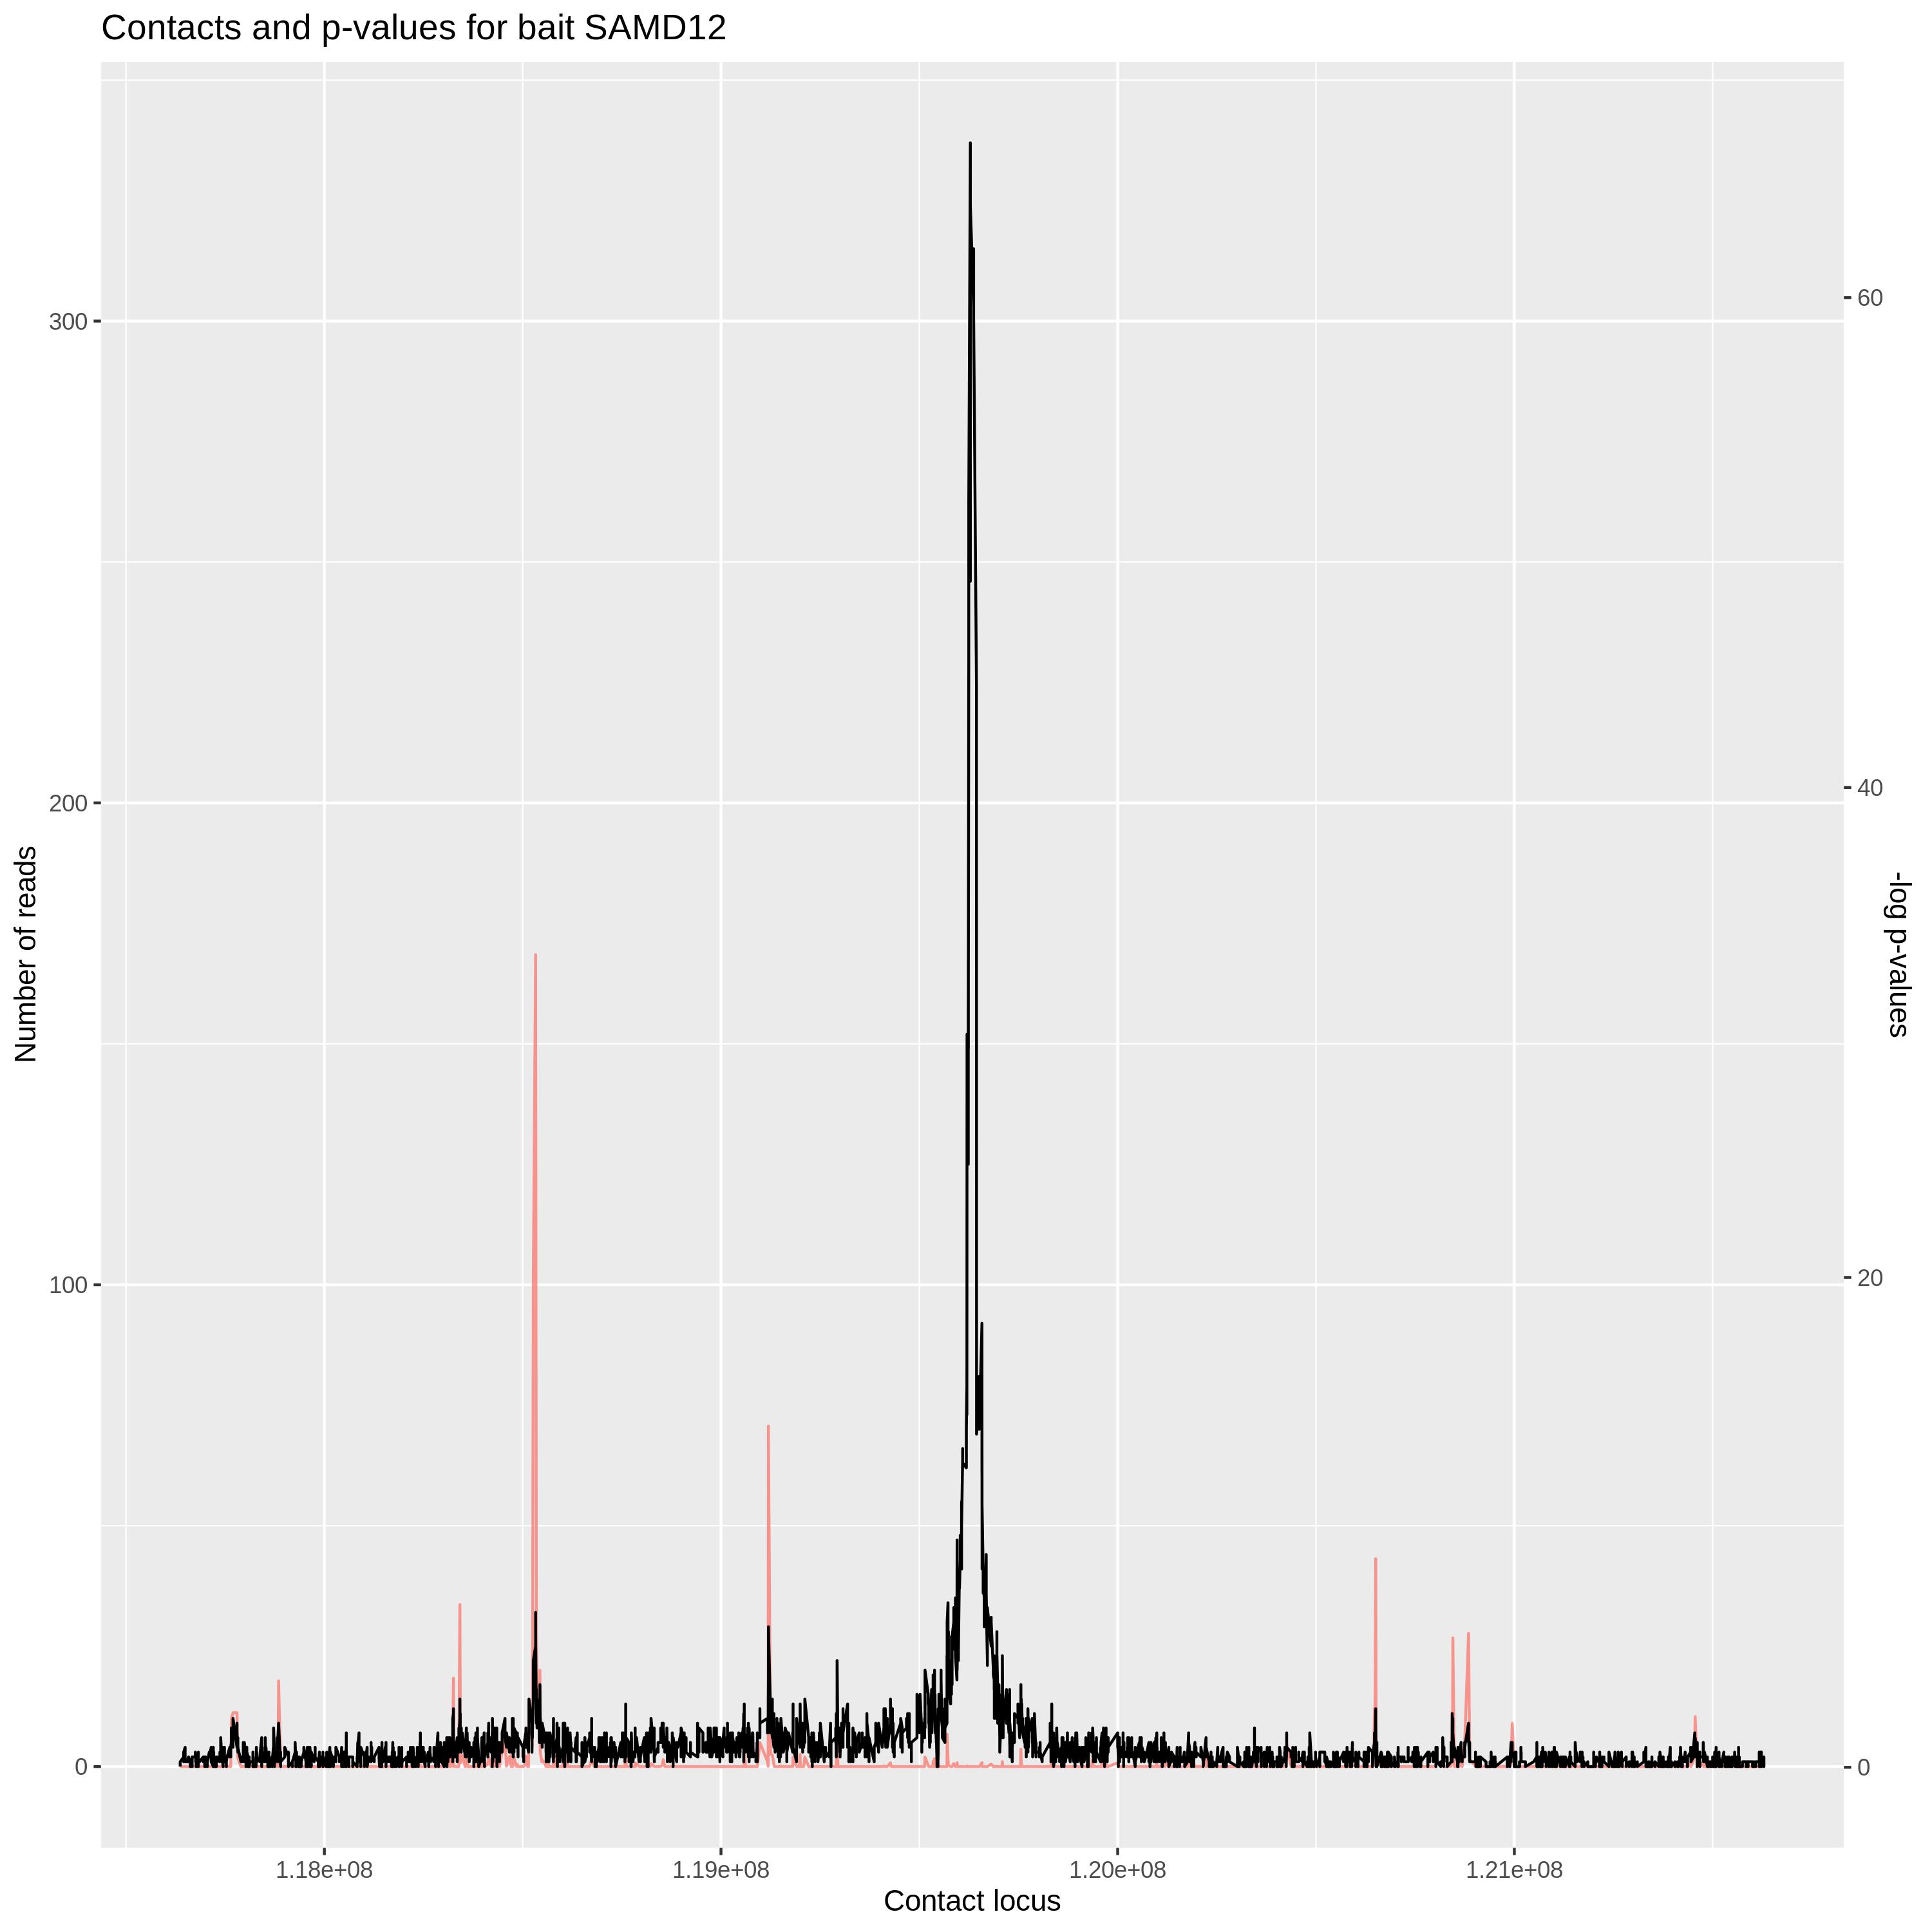 Contacts and p-values for bait SAMD12
300
200
100
0
Number of reads
60
40
20
0
-log p-values
1.18e+08
1.19e+08
1.20e+08
1.21e+08
Contact locus